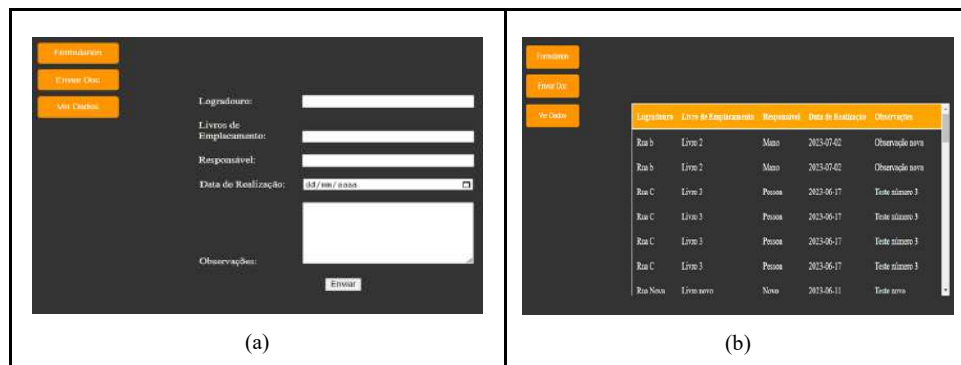 Formularios
Enviar Doc
Ver Dados
Logradouro:
Livros de
Emplacamento:
Responsável:
Data de Realização:
dd/mm/aaaa
Observações:
Enviar
(a)
Formularios
Enviar Doc
Ver Dados
Logradouro Livro de Emplacamento Responsável Data de Realização Observações
Rua b Livro 2 Mano 2023-07-02 Observação nova
Rua b Livro 2 Mano 2023-07-02 Observação nova
Rua C Livro 3 Pessoa 2023-06-17 Teste número 3
Rua C Livro 3 Pessoa 2023-06-17 Teste número 3
Rua C Livro 3 Pessoa 2023-06-17 Teste número 3
Rua C Livro 3 Pessoa 2023-06-17 Teste número 3
Rua Nova Livro novo Novo 2023-06-11 Teste novo
(b)